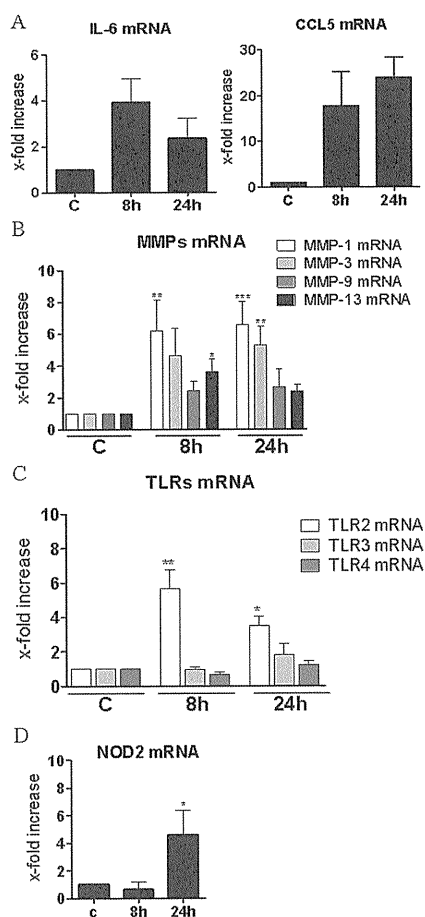 A
IL-6 mRNA
x-fold increase
6
4
2
0
C 8h 24h
CCL5 mRNA
x-fold increase
30
20
10
0
C 8h 24h
B
MMPs mRNA
MMP-1 mRNA
MMP-3 mRNA
MMP-9 mRNA
MMP-13 mRNA
x-fold increase
10
8
6
4
2
0
** * *** **
C 8h 24h
C
TLRs mRNA
TLR2 mRNA
TLR3 mRNA
TLR4 mRNA
x-fold increase
10
8
6
4
2
0
** *
C 8h 24h
D
NOD2 mRNA
x-fold increase
10
8
6
4
2
0
*
c 8h 24h